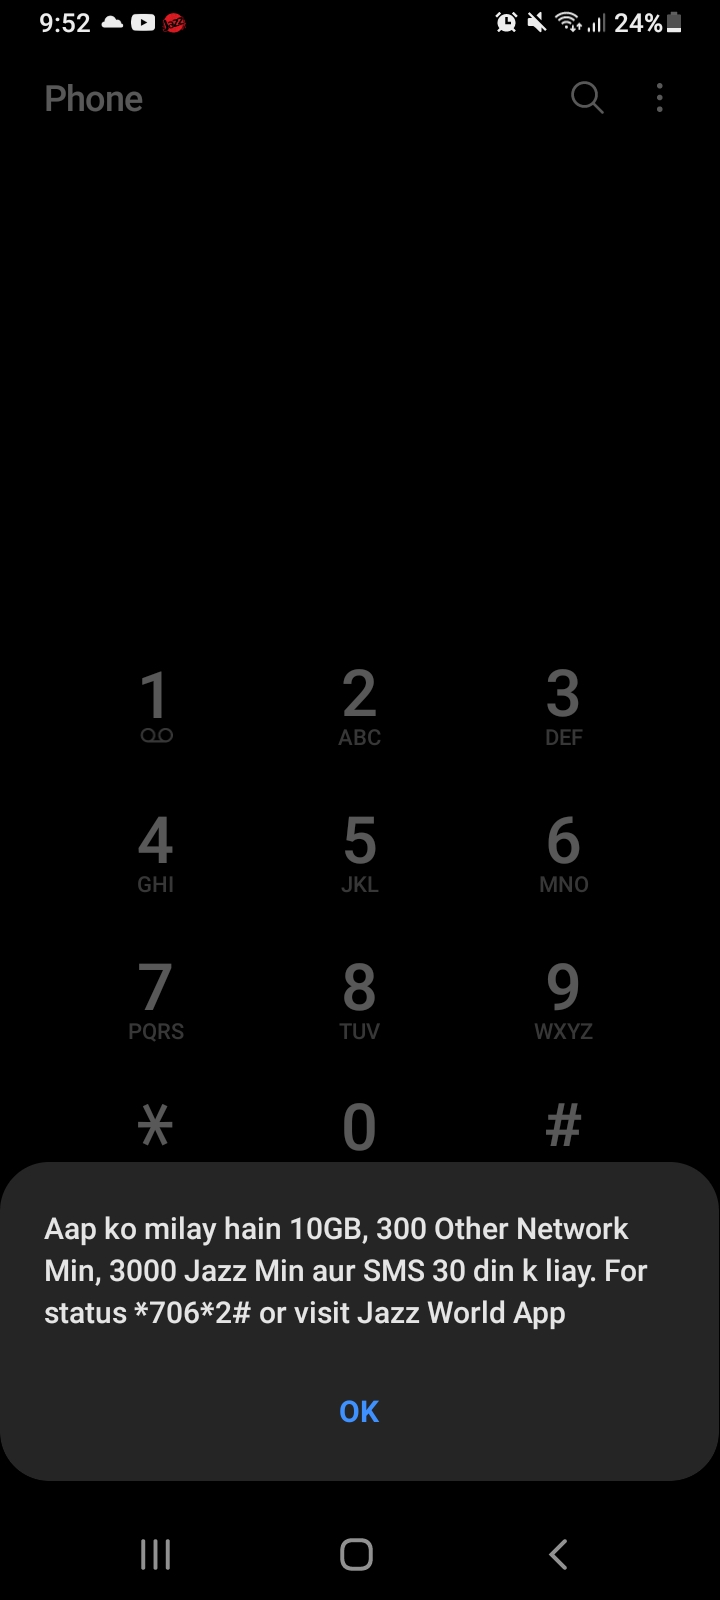 9:52 Jazz 24%
Phone
1 2 3
ABC DEF
4 5 6
GHI JKL MNO
7 8 9
PQRS TUV WXYZ
* 0 #
Aap ko milay hain 10GB, 300 Other Network
Min, 3000 Jazz Min aur SMS 30 din k liay. For
status *706*2# or visit Jazz World App
OK